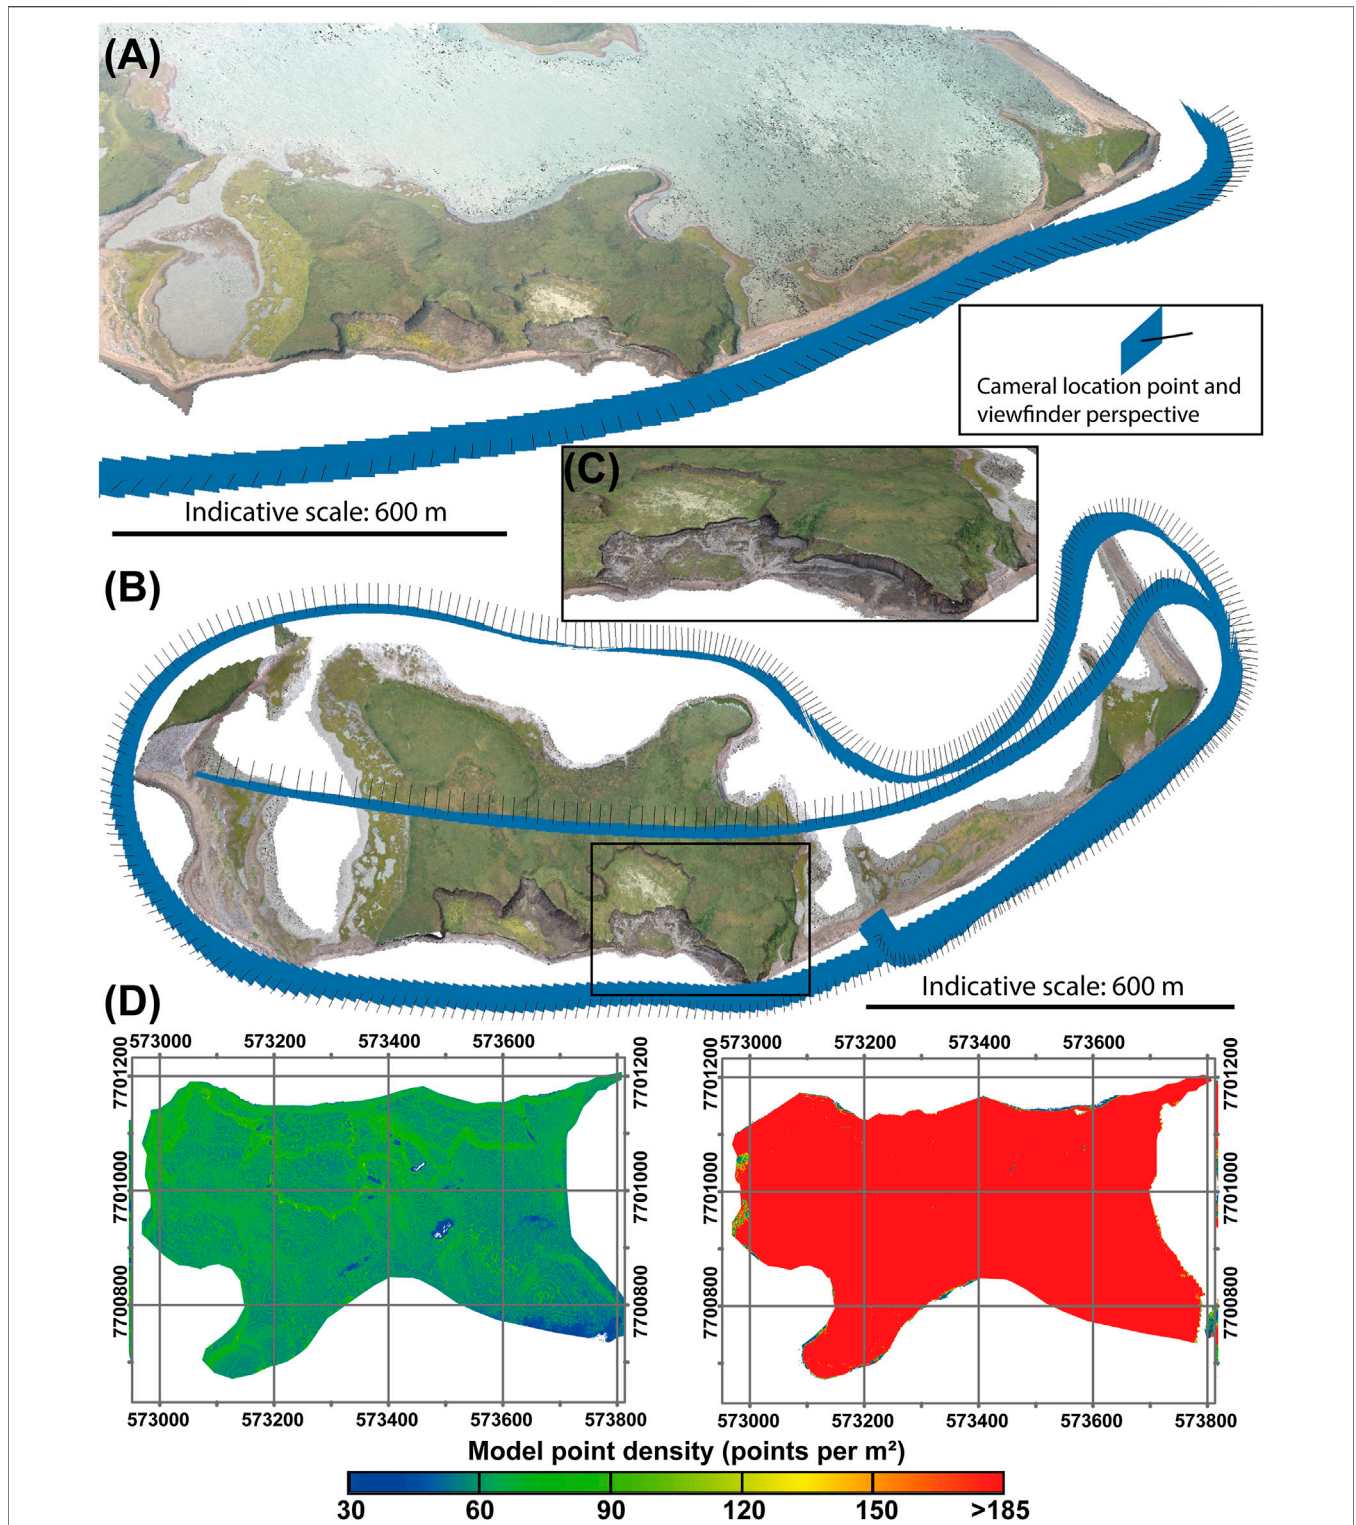 (A)
Cameral location point and
viewfinder perspective
(C)
Indicative scale: 600 m
(B)
Indicative scale: 600 m
(D)
573000 573200 573400 573600
573000 573200 573400 573600
7701200
7701000
7700800
7701200
7701000
7700800
7701200
7701000
7700800
7701200
7701000
7700800
573000 573200 573400 573600 573800
573000 573200 573400 573600 573800
Model point density (points per m²)
30 60 90 120 150 >185